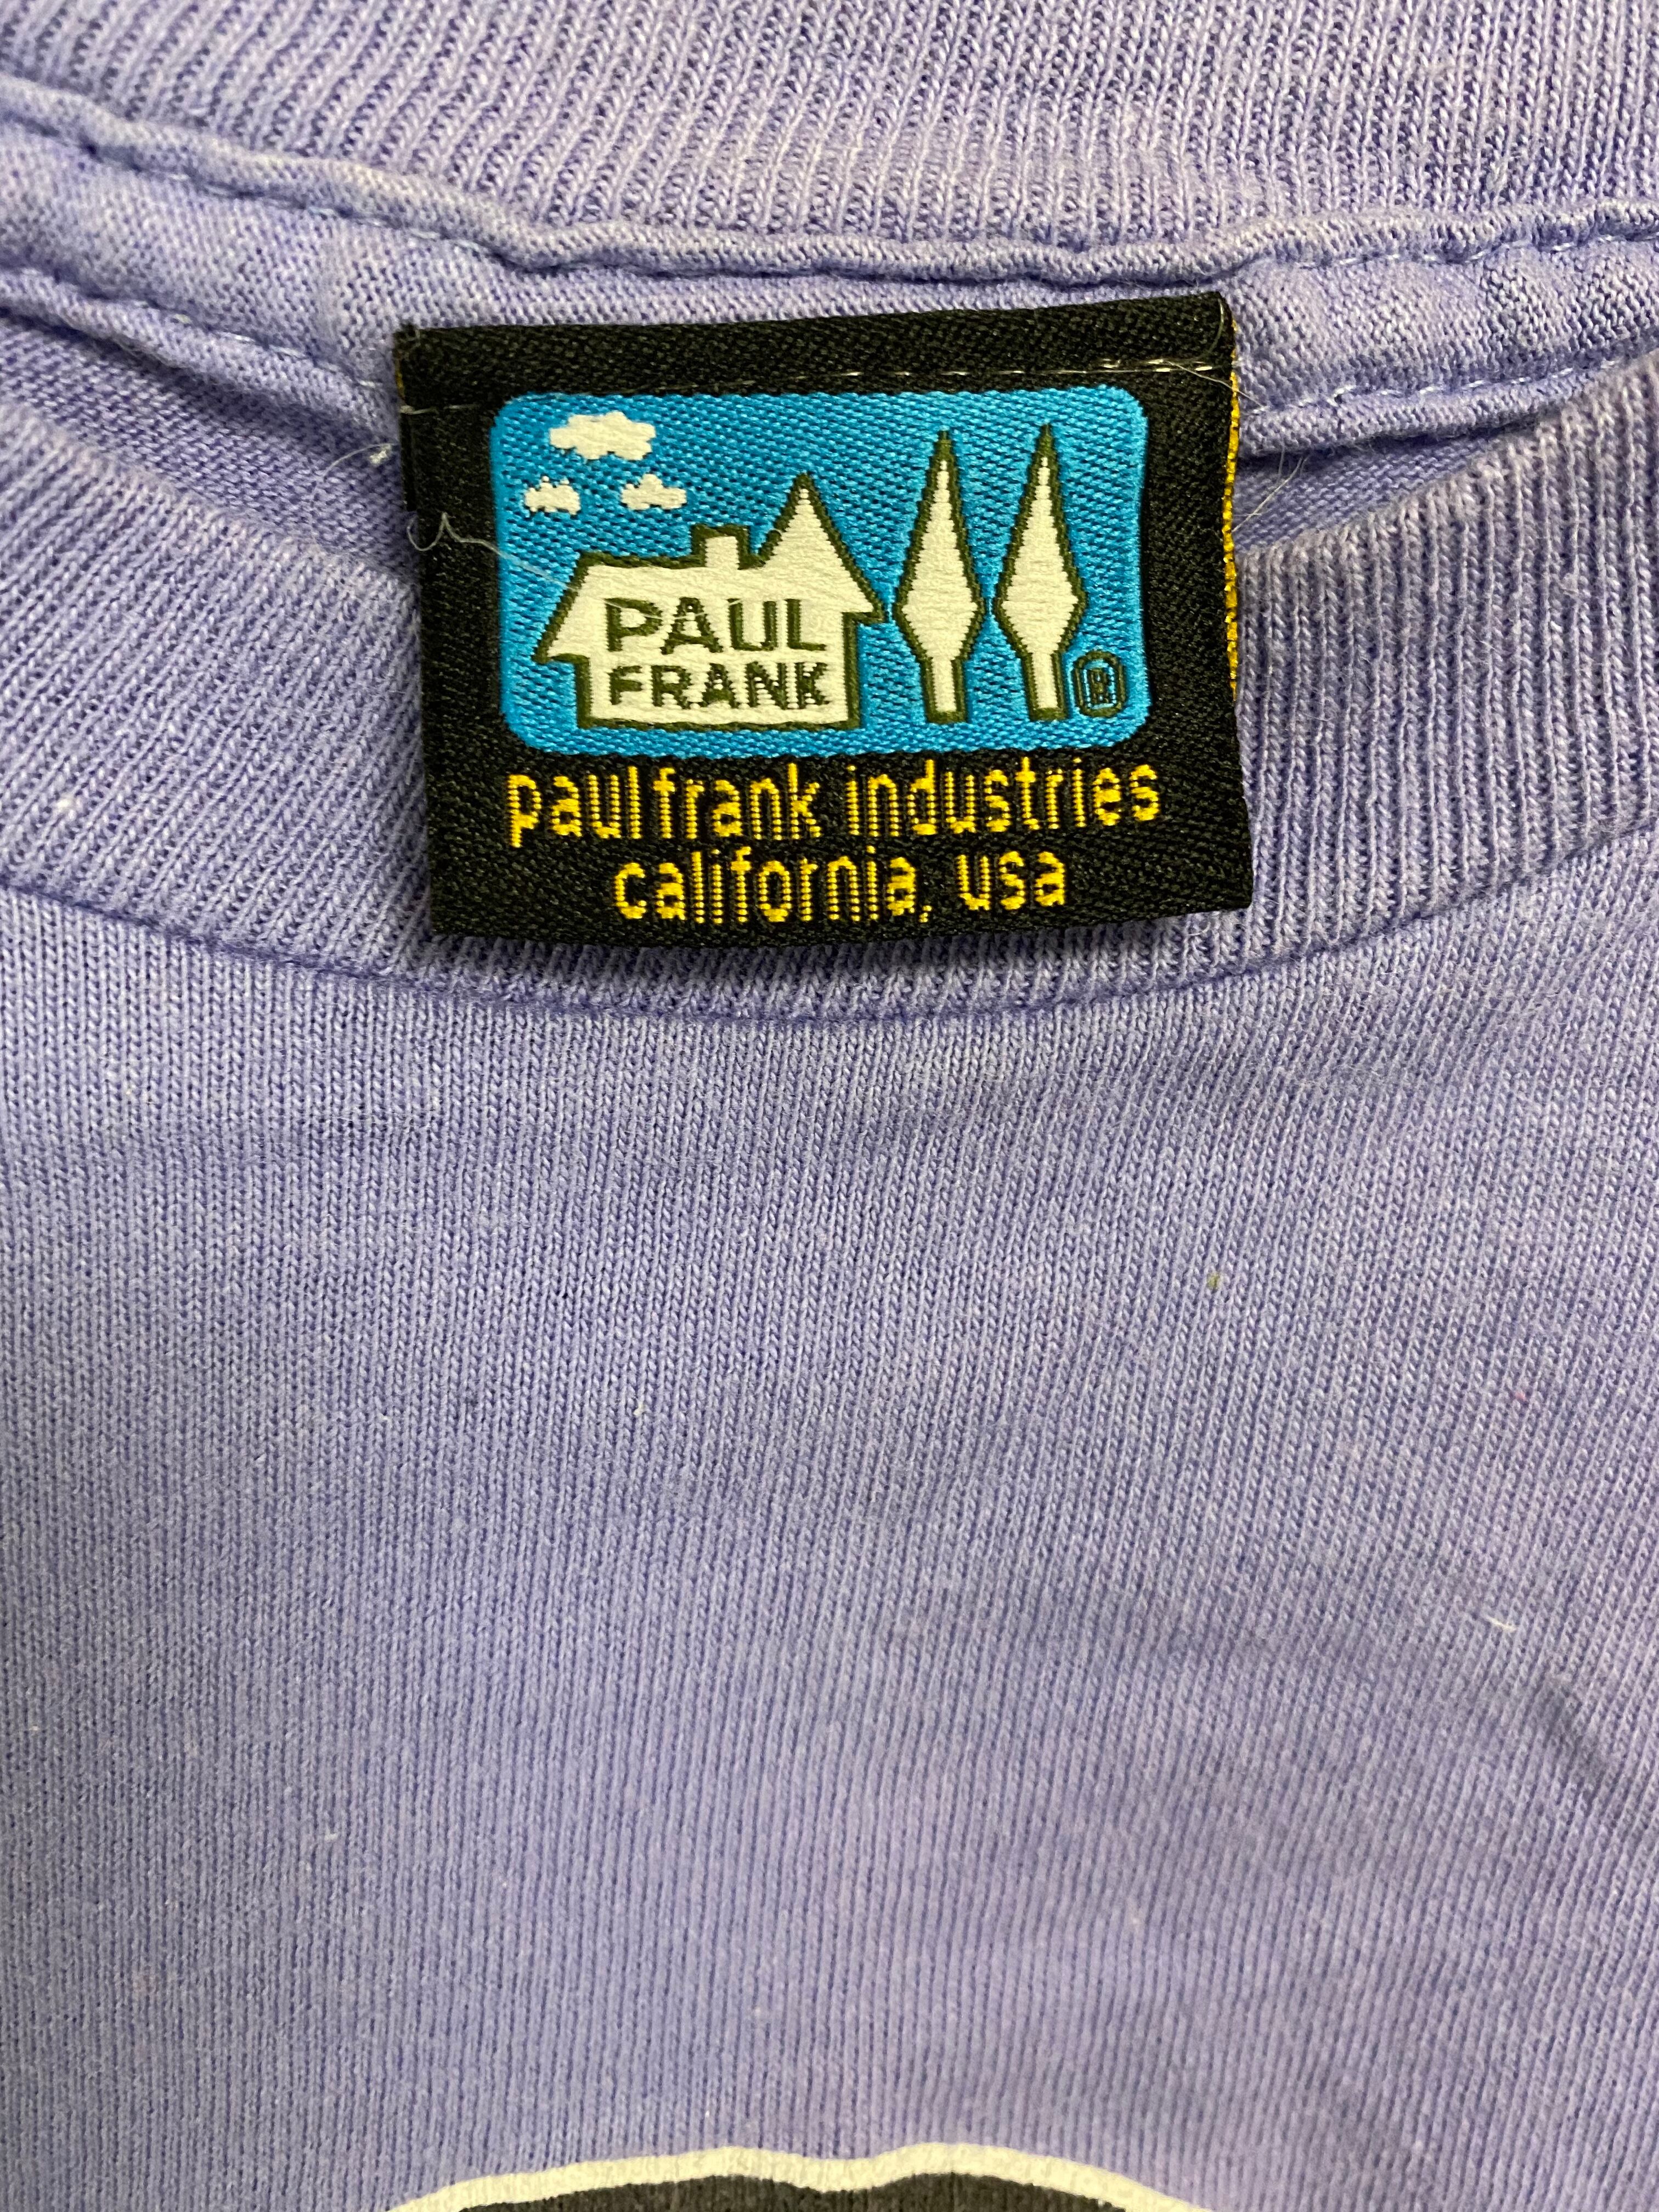 PAUL
FRANK
®
paul frank industries
california, usa